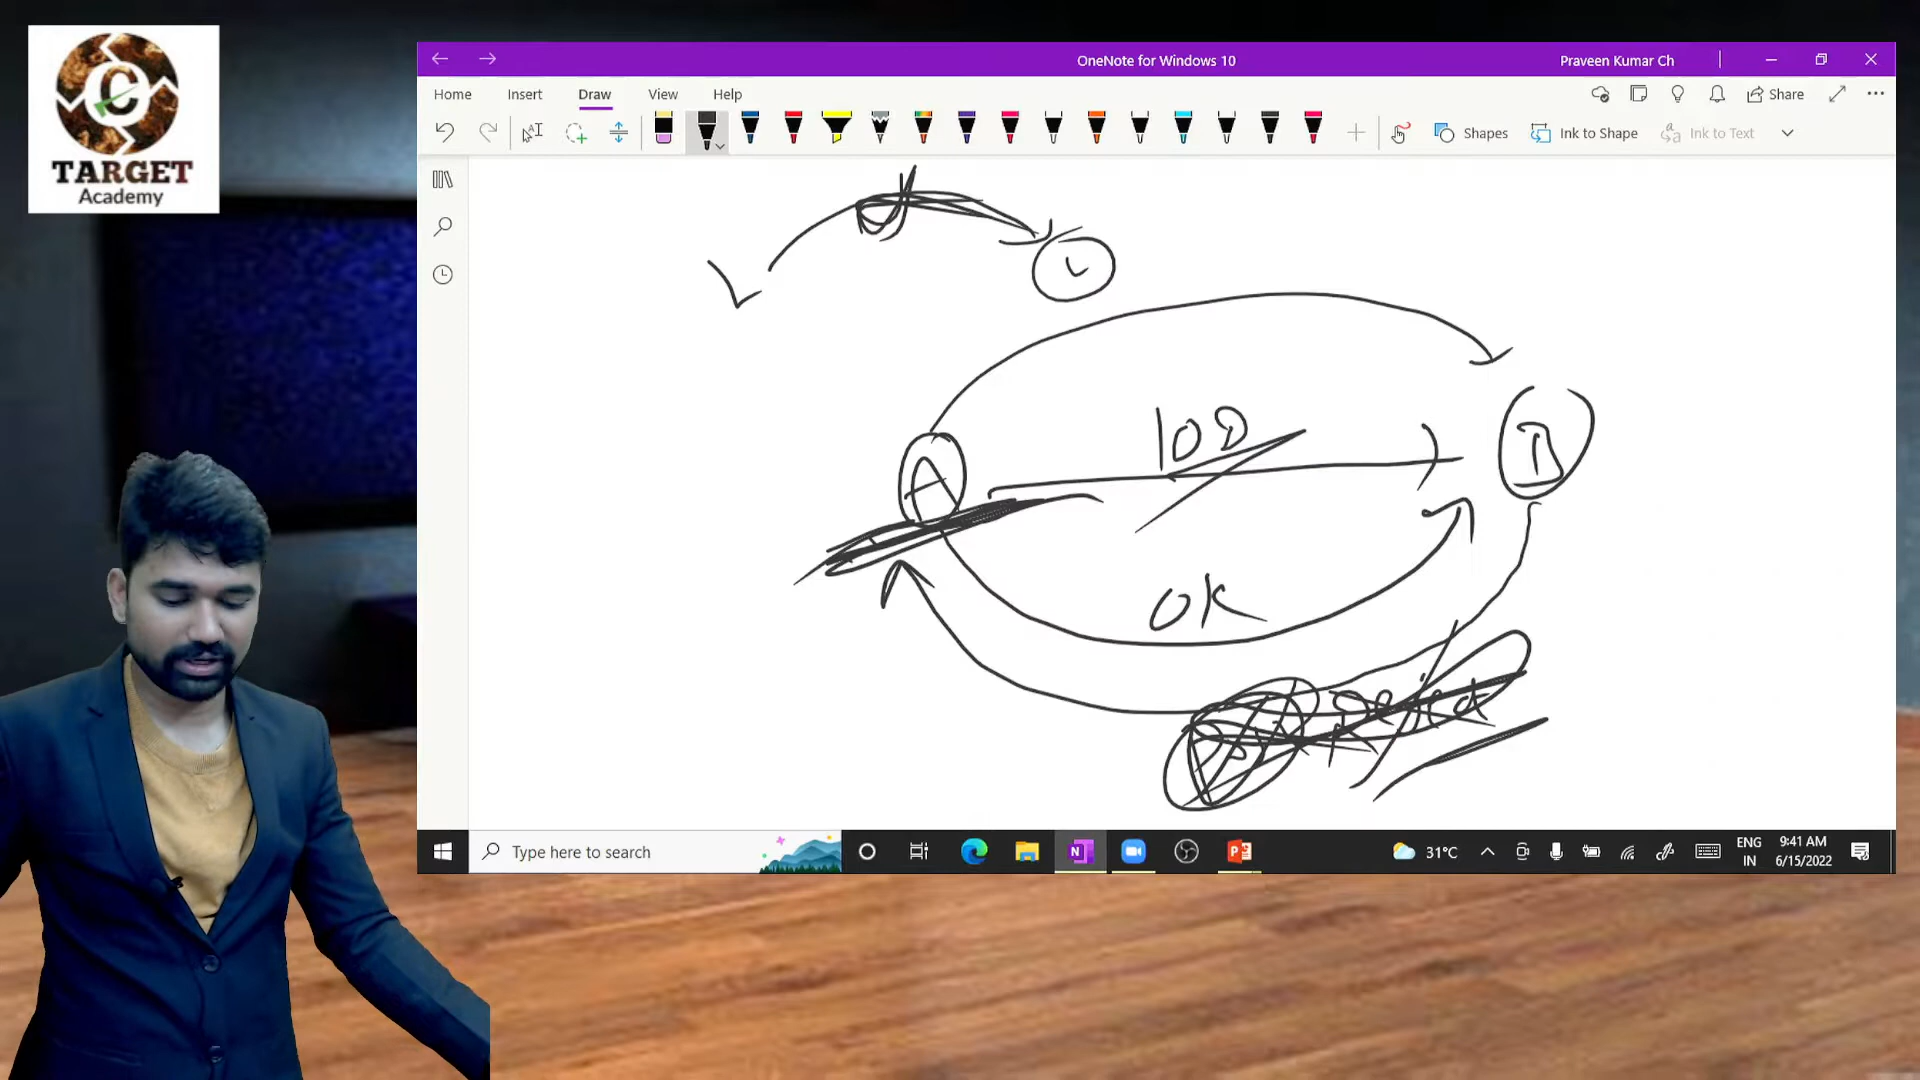 TARGET
Academy
OneNote for Windows 10
Praveen Kumar Ch
Home Insert Draw View Help
Share
Shapes
Ink to Shape
Ink to Text
100
A
B
OK
Type here to search
31°C
ENG
IN
9:41 AM
6/15/2022